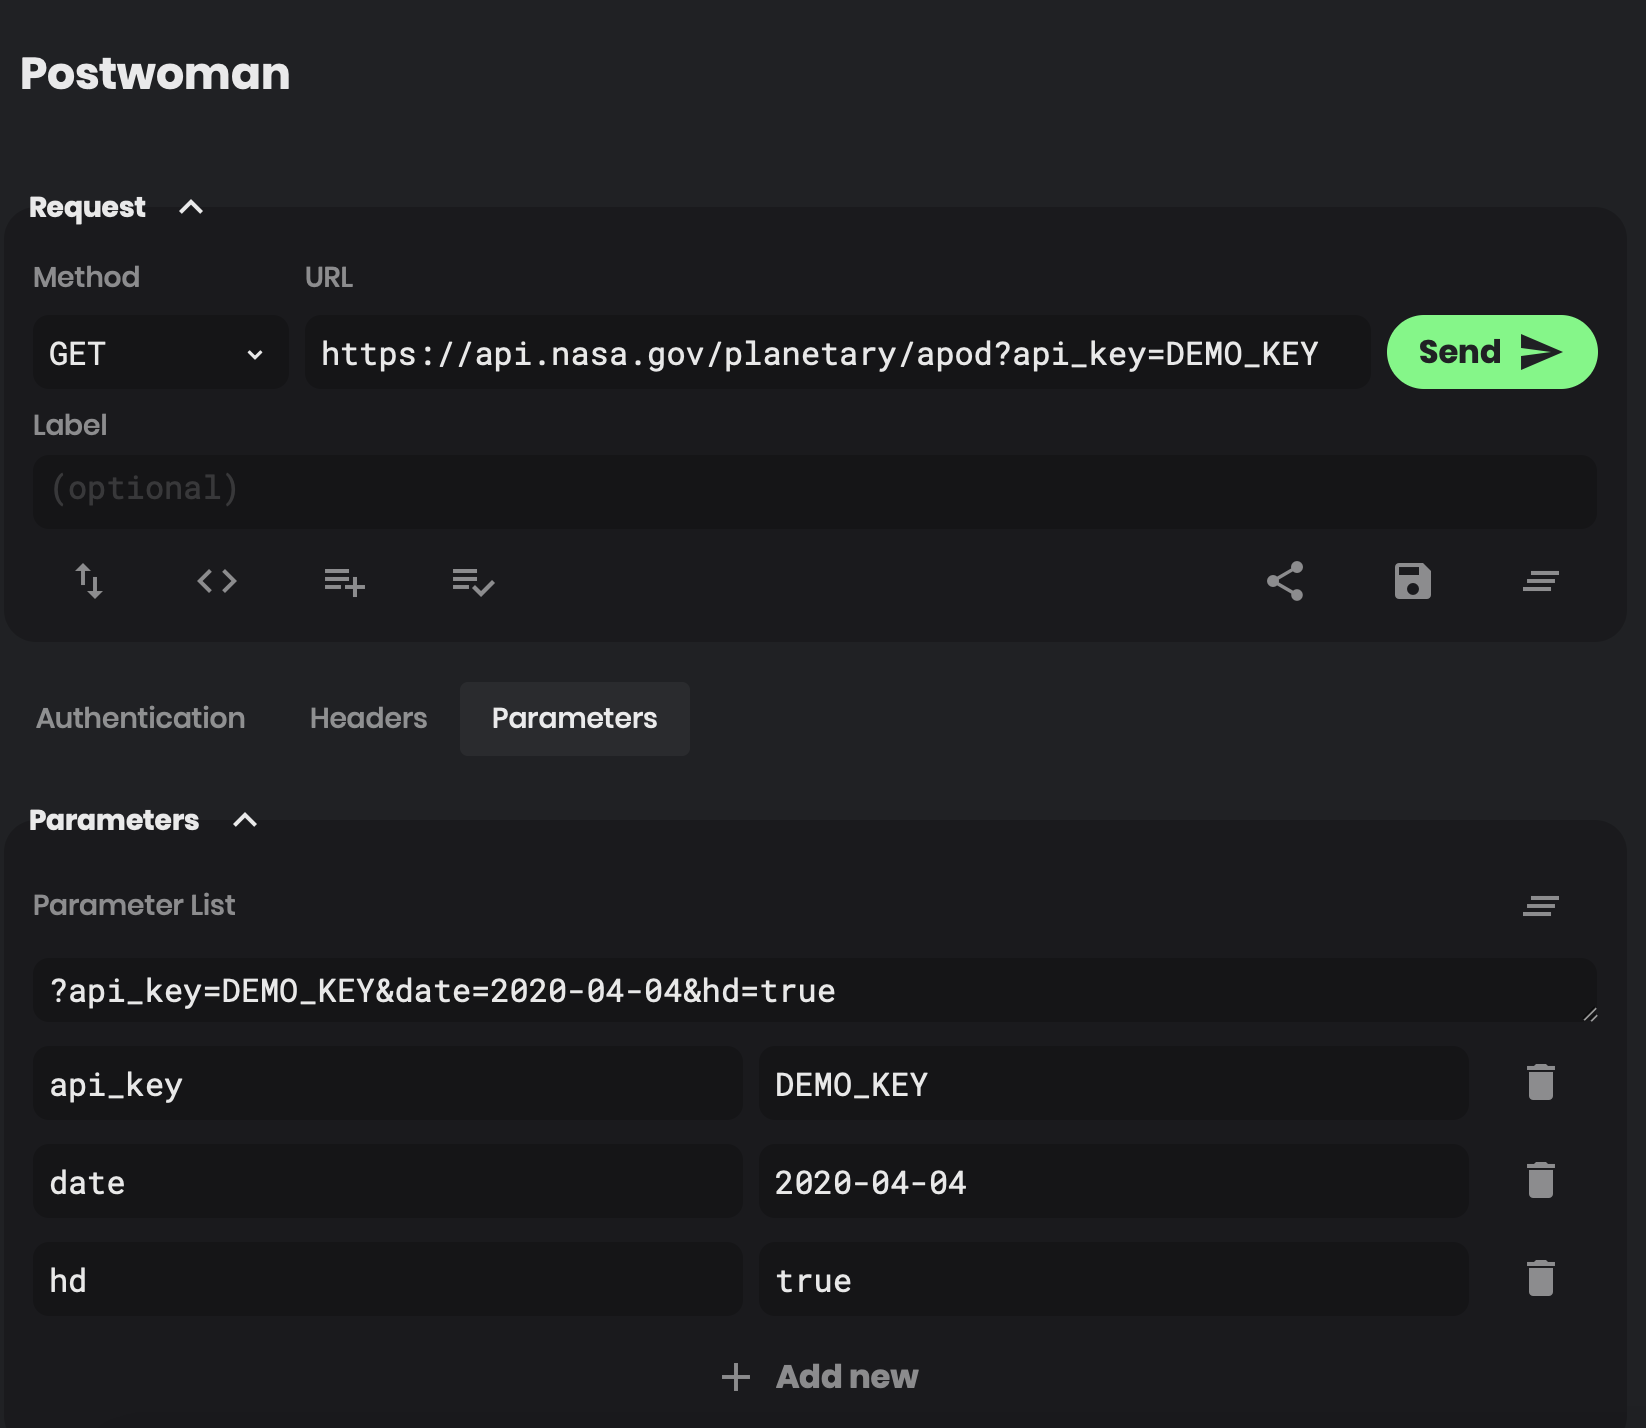 Postwoman
Request
Method URL
GET https://api.nasa.gov/planetary/apod?api_key=DEMO_KEY Send
Label
(optional)
Authentication Headers Parameters
Parameters
Parameter List
?api_key=DEMO_KEY&date=2020-04-04&hd=true
api_key DEMO_KEY
date 2020-04-04
hd true
Add new